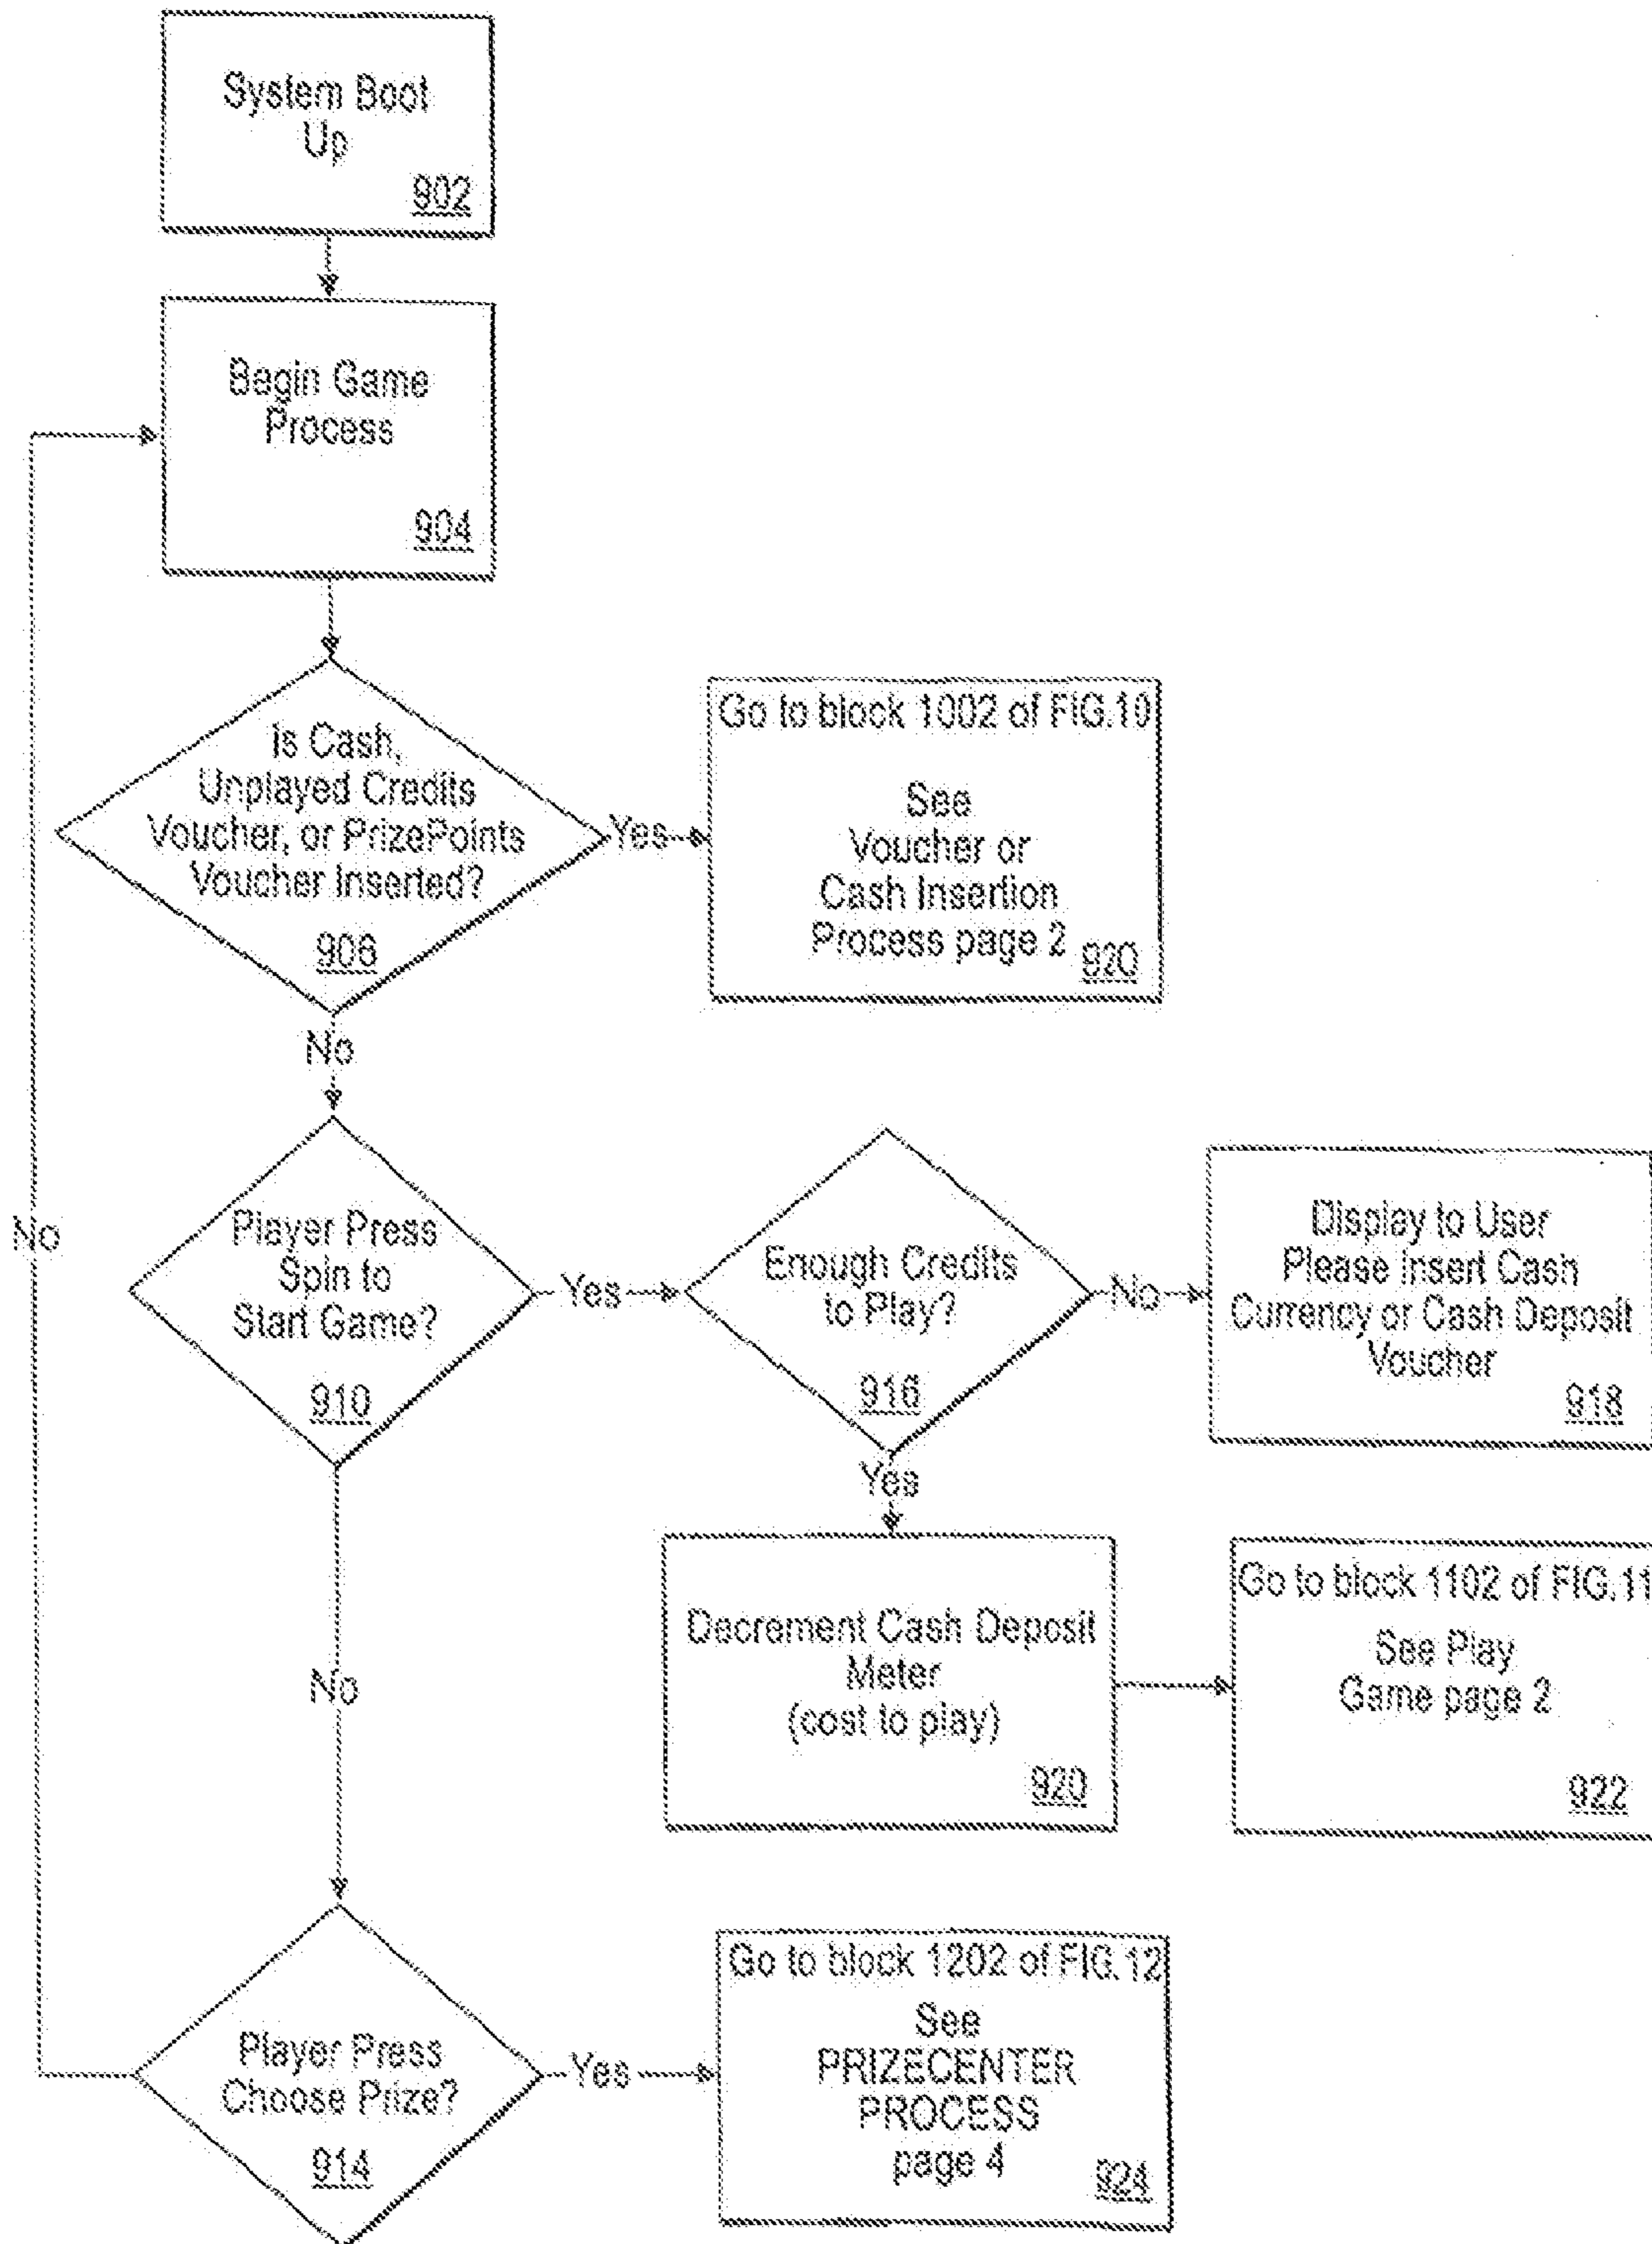 System Boot
Up
902
Begin Game
Process
904
Is Cash,
Unplayed Credits
Voucher, or PrizePoints
Voucher Inserted?
906
Yes
Go to block 1002 of FIG.10
See
Voucher or
Cash Insertion
Process page 2
920
No
Player Press
Spin to
Start Game?
910
Yes
Enough Credits
to Play?
916
No
Display to User
Please Insert Cash
Currency or Cash Deposit
Voucher
918
Yes
Decrement Cash Deposit
Meter
(cost to play)
920
Go to block 1102 of FIG.11
See Play
Game page 2
922
No
No
Player Press
Choose Prize?
914
Yes
Go to block 1202 of FIG.12
See
PRIZECENTER
PROCESS
page 4
924